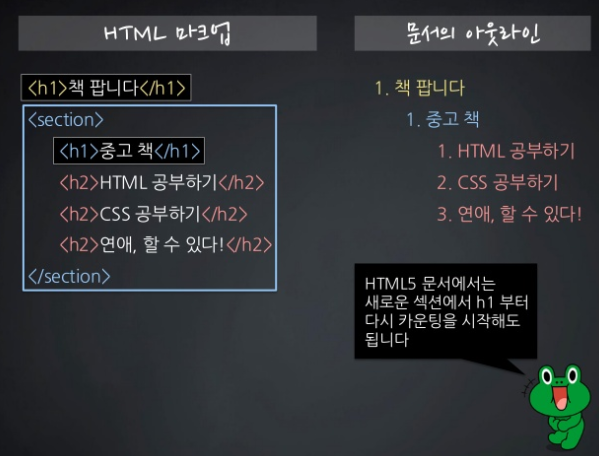 HTML 마크업
<h1>책 팝니다</h1>
<section>
<h1>중고 책</h1>
<h2>HTML 공부하기</h2>
<h2>CSS 공부하기</h2>
<h2>연애, 할 수 있다!</h2>
</section>
문서의 아웃라인
1. 책 팝니다
1. 중고 책
1. HTML 공부하기
2. CSS 공부하기
3. 연애, 할 수 있다!
HTML5 문서에서는
새로운 섹션에서 h1 부터
다시 카운팅을 시작해도
됩니다